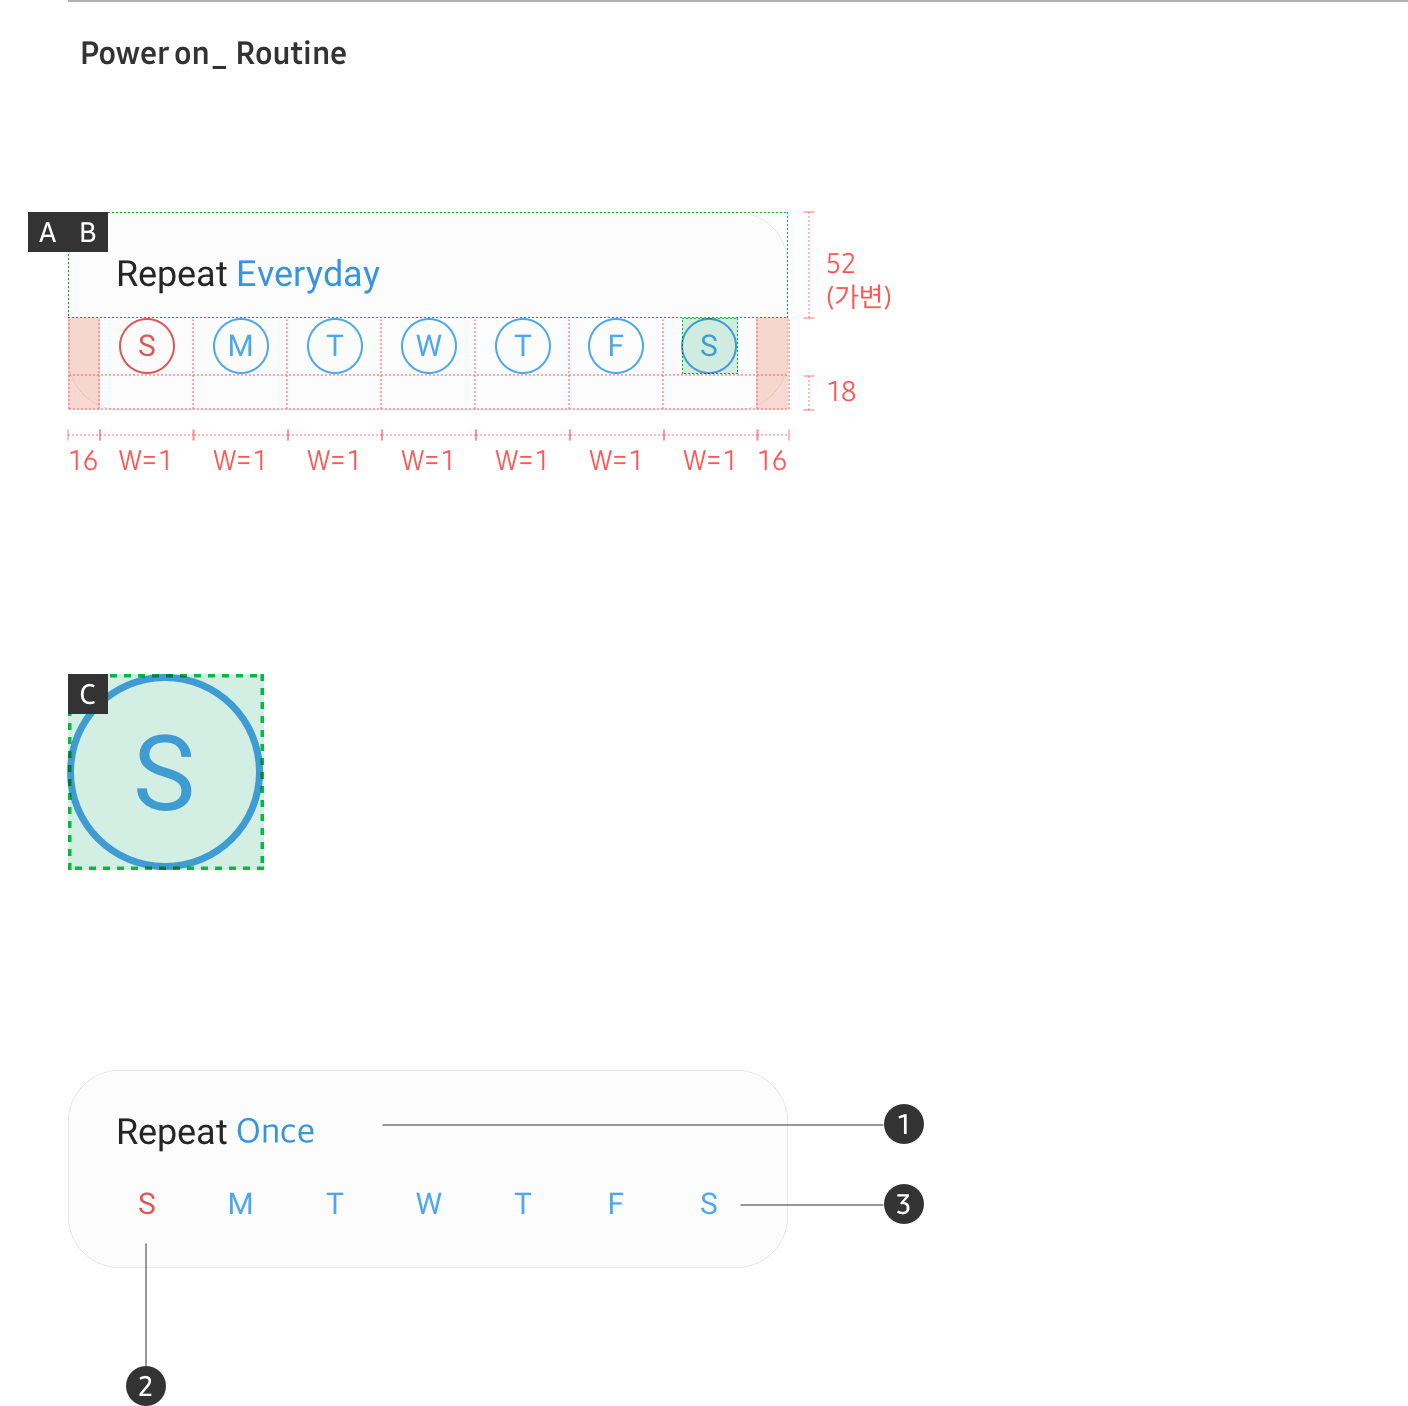 Power on_ Routine
A B
Repeat Everyday
52
(가변)
S M T W T F S
18
16 W=1 W=1 W=1 W=1 W=1 W=1 W=1 16
C
S
Repeat Once
1
S M T W T F S
3
2